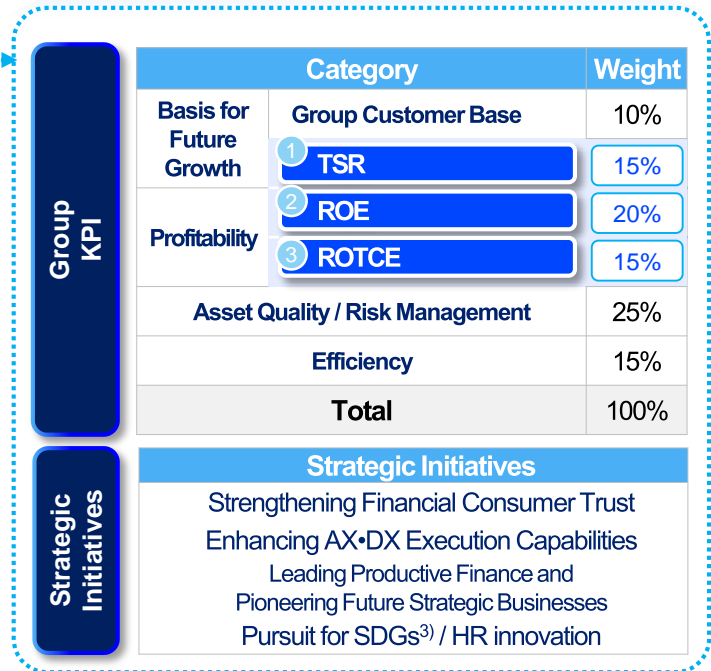 Group
KPI
Category Weight
Basis for
Future
Growth
Group Customer Base 10%
1 TSR 15%
Profitability
2 ROE 20%
3 ROTCE 15%
Asset Quality / Risk Management 25%
Efficiency 15%
Total 100%
Strategic
Initiatives
Strategic Initiatives
Strengthening Financial Consumer Trust
Enhancing AX•DX Execution Capabilities
Leading Productive Finance and
Pioneering Future Strategic Businesses
Pursuit for SDGs3) / HR innovation